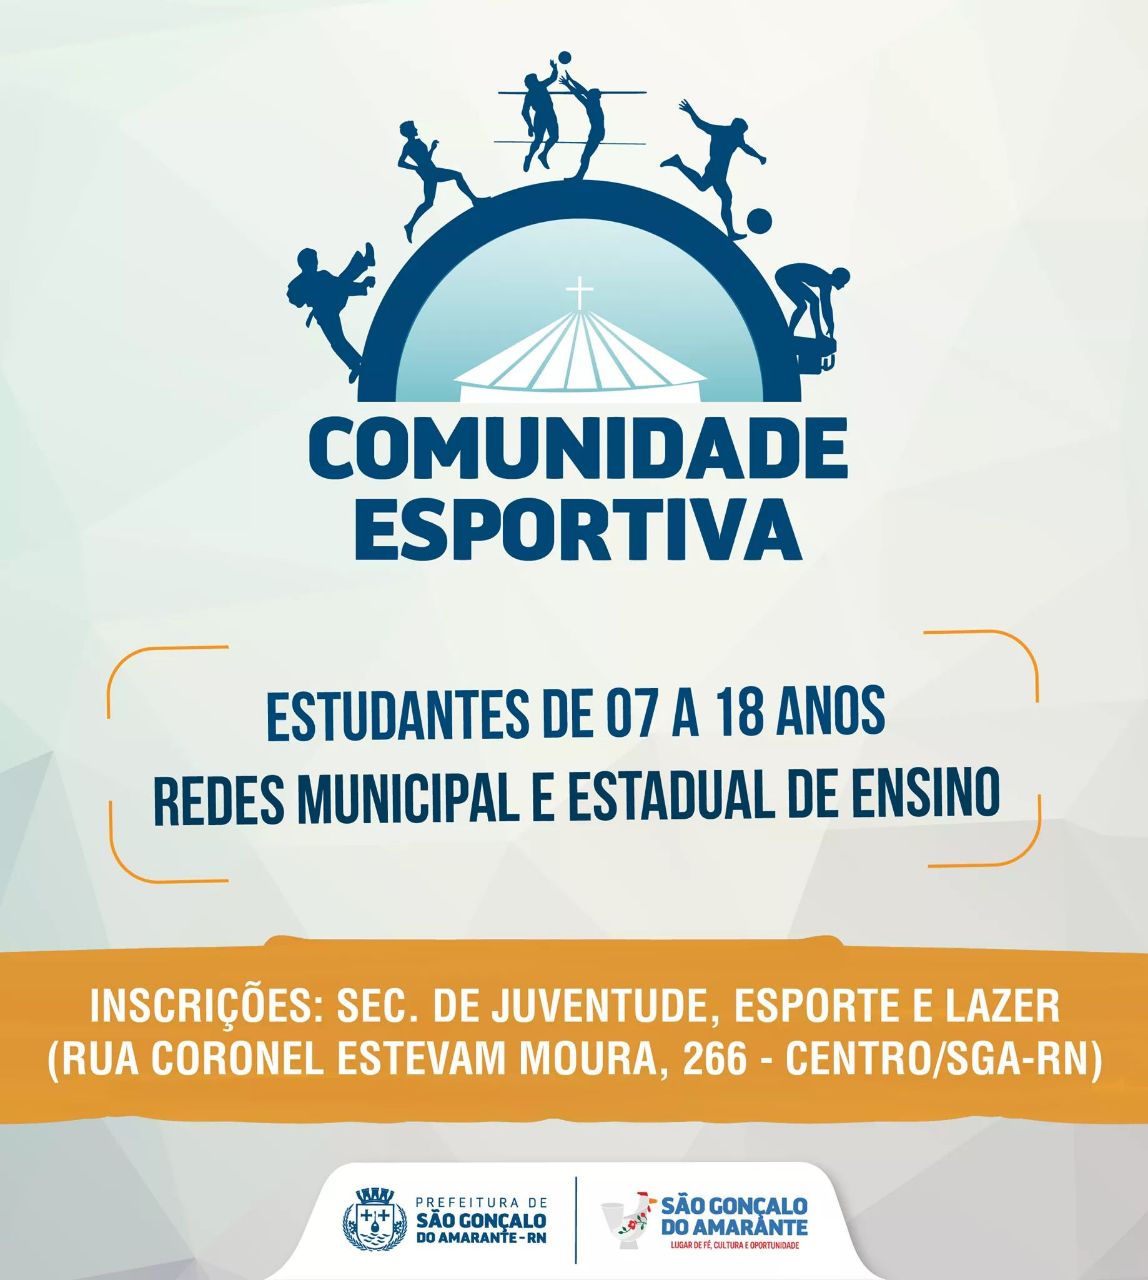 COMUNIDADE
ESPORTIVA
ESTUDANTES DE 07 A 18 ANOS
REDES MUNICIPAL E ESTADUAL DE ENSINO
INSCRIÇÕES: SEC. DE JUVENTUDE, ESPORTE E LAZER
(RUA CORONEL ESTEVAM MOURA, 266 - CENTRO/SGA-RN)
PREFEITURA DE
SÃO GONÇALO
DO AMARANTE-RN
SÃO GONÇALO
DO AMARANTE
LUGAR DE FÉ, CULTURA E OPORTUNIDADE